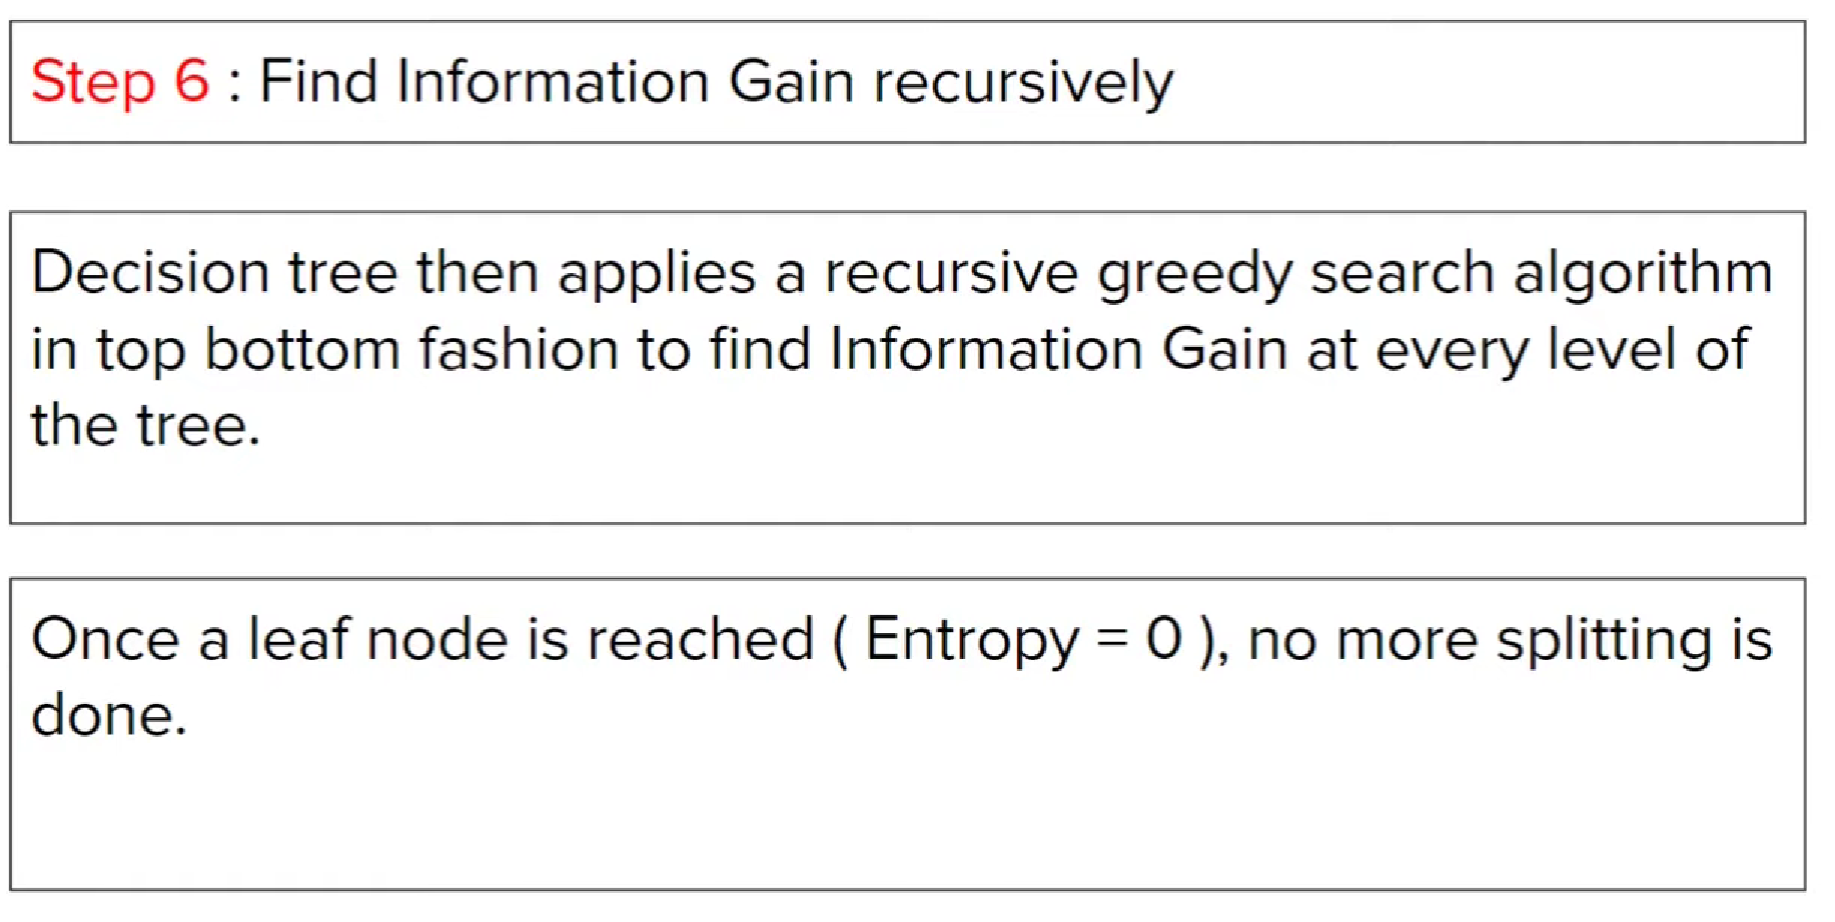 Step 6 : Find Information Gain recursively
Decision tree then applies a recursive greedy search algorithm
in top bottom fashion to find Information Gain at every level of
the tree.
Once a leaf node is reached ( Entropy = 0 ), no more splitting is
done.